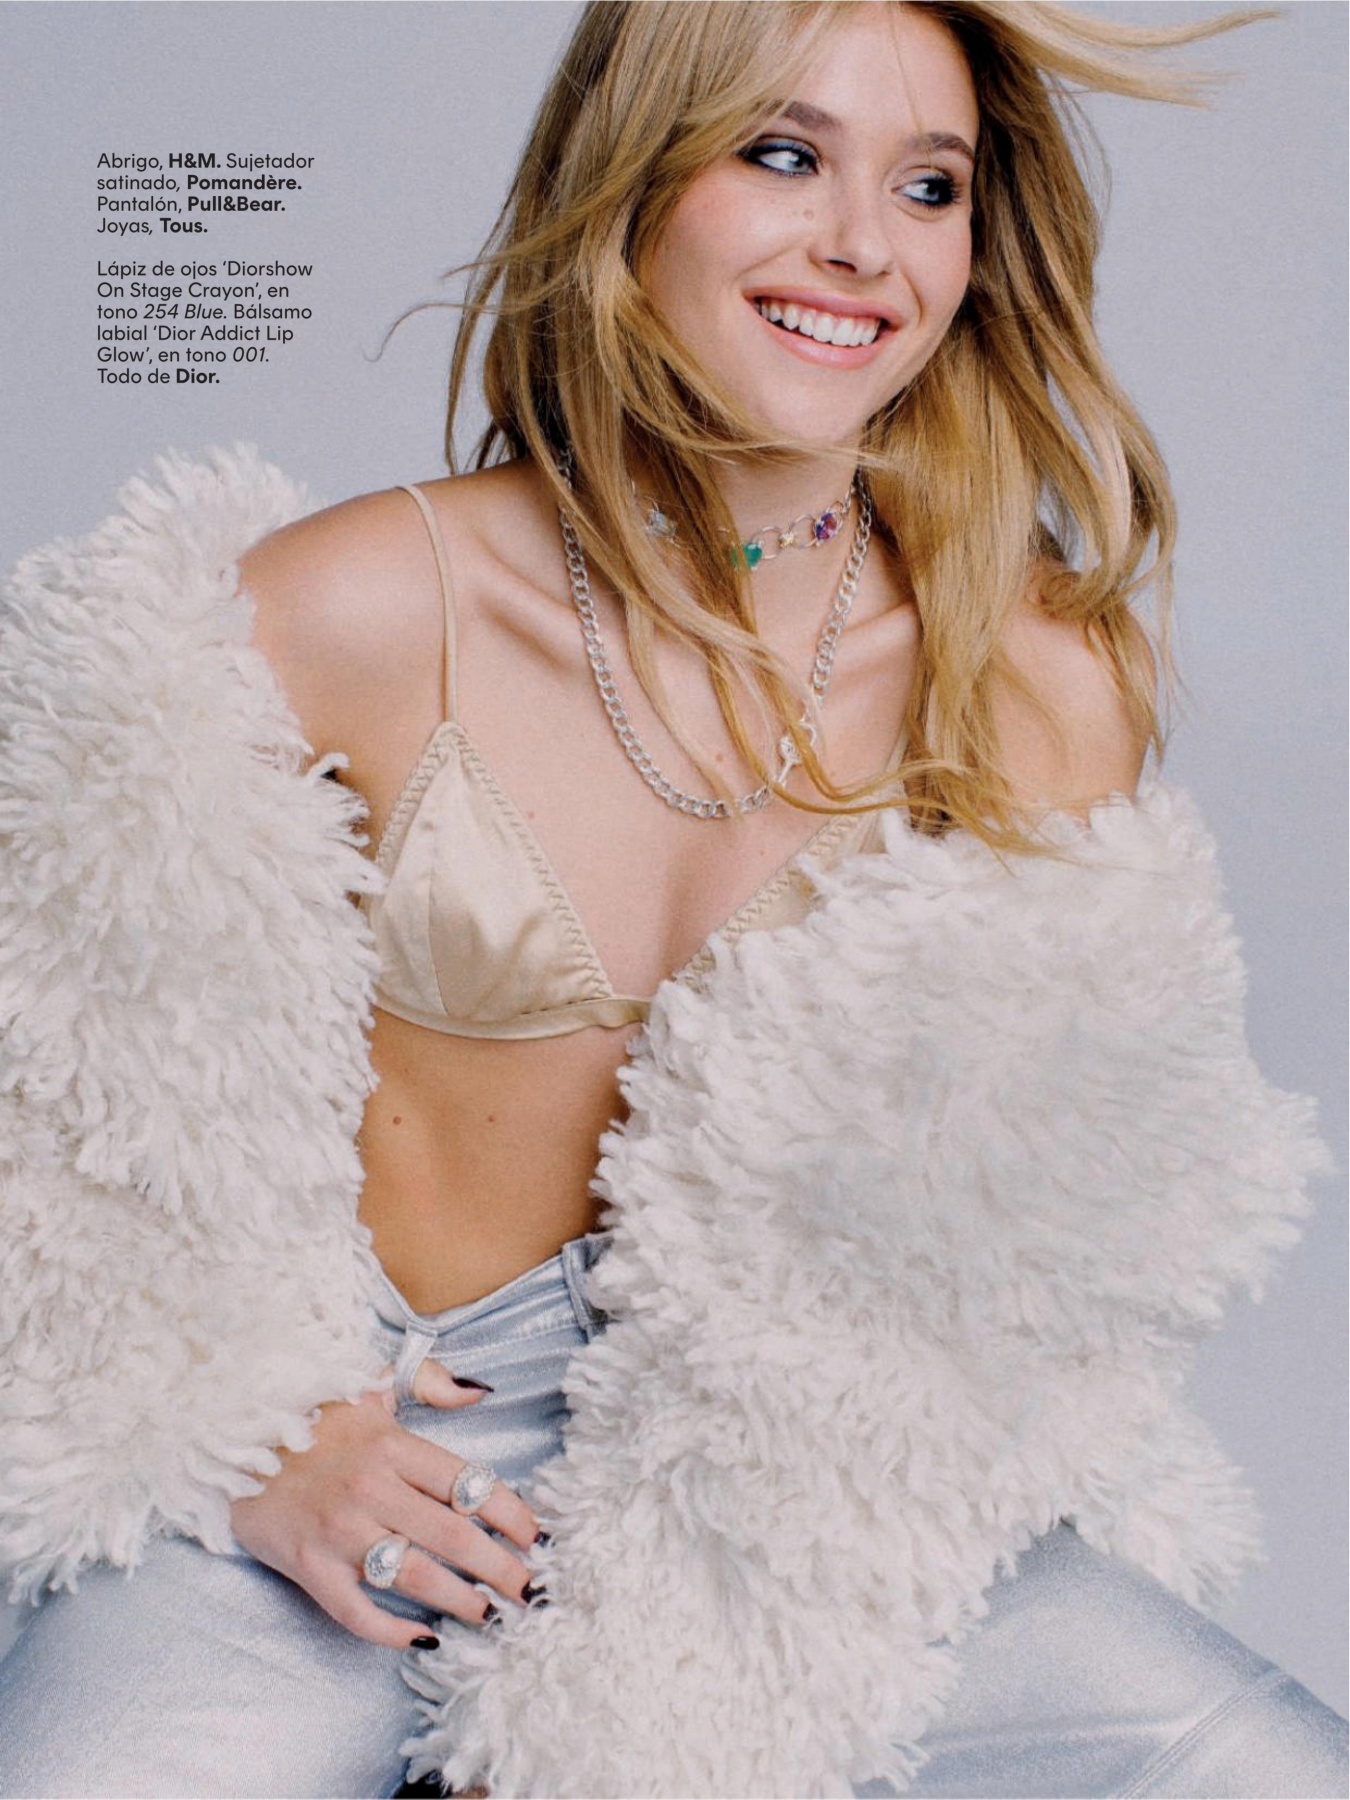 Abrigo, H&M. Sujetador
satinado, Pomandère.
Pantalón, Pull&Bear.
Joyas, Tous.
Lápiz de ojos ‘Diorshow
On Stage Crayon’, en
tono 254 Blue. Bálsamo
labial ‘Dior Addict Lip
Glow’, en tono 001.
Todo de Dior.